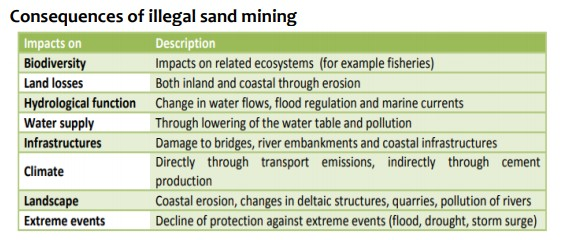 Consequences of illegal sand mining
Impacts on Description
Biodiversity Impacts on related ecosystems (for example fisheries)
Land losses Both inland and coastal through erosion
Hydrological function Change in water flows, flood regulation and marine currents
Water supply Through lowering of the water table and pollution
Infrastructures Damage to bridges, river embankments and coastal infrastructures
Climate Directly through transport emissions, indirectly through cement
production
Landscape Coastal erosion, changes in deltaic structures, quarries, pollution of rivers
Extreme events Decline of protection against extreme events (flood, drought, storm surge)